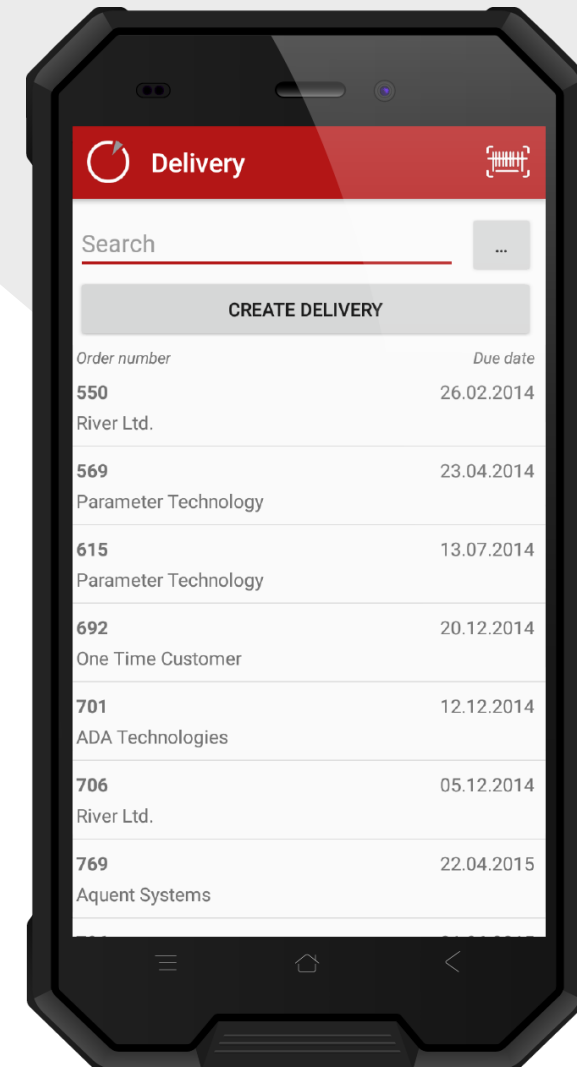 Delivery
Search
...
CREATE DELIVERY
Order number Due date
550 26.02.2014
River Ltd.
569 23.04.2014
Parameter Technology
615 13.07.2014
Parameter Technology
692 20.12.2014
One Time Customer
701 12.12.2014
ADA Technologies
706 05.12.2014
River Ltd.
769 22.04.2015
Aquent Systems